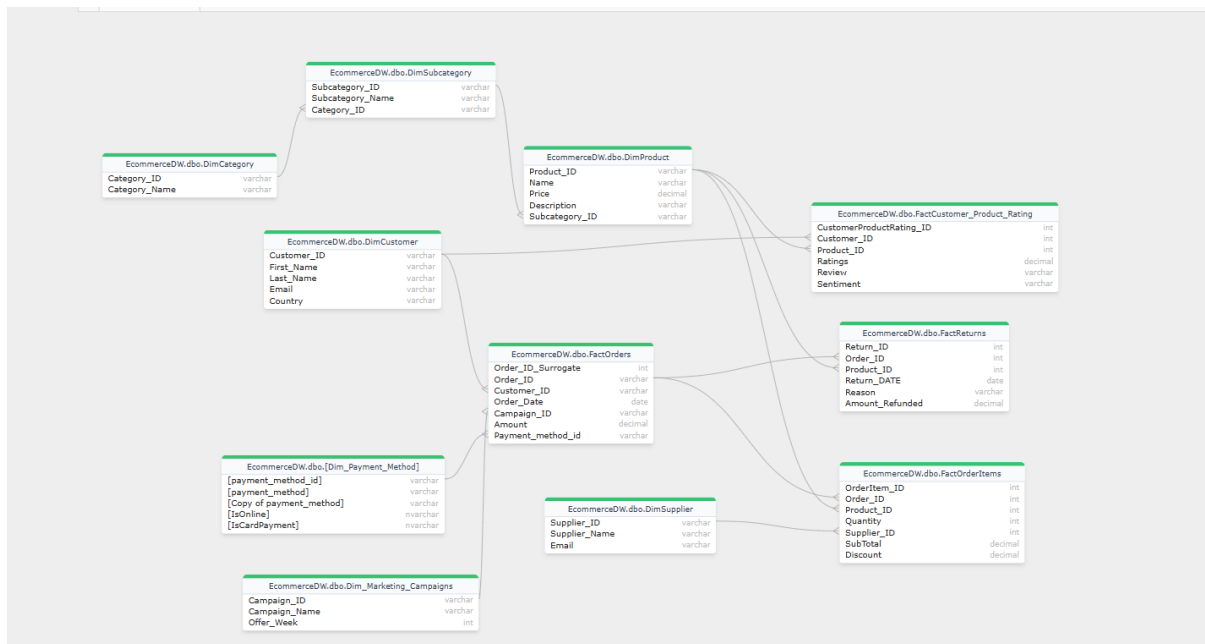 EcommerceDW.dbo.DimSubcategory
Subcategory_ID varchar
Subcategory_Name varchar
Category_ID varchar
EcommerceDW.dbo.DimCategory
Category_ID varchar
Category_Name varchar
EcommerceDW.dbo.DimProduct
Product_ID varchar
Name varchar
Price decimal
Description varchar
Subcategory_ID varchar
EcommerceDW.dbo.FactCustomer_Product_Rating
CustomerProductRating_ID int
Customer_ID int
Product_ID int
Ratings decimal
Review varchar
Sentiment varchar
EcommerceDW.dbo.DimCustomer
Customer_ID varchar
First_Name varchar
Last_Name varchar
Email varchar
Country varchar
EcommerceDW.dbo.FactReturns
Return_ID int
Order_ID int
Product_ID int
Return_DATE date
Reason varchar
Amount_Refunded decimal
EcommerceDW.dbo.FactOrders
Order_ID_Surrogate int
Order_ID varchar
Customer_ID varchar
Order_Date date
Campaign_ID varchar
Amount decimal
Payment_method_id varchar
EcommerceDW.dbo.[Dim_Payment_Method]
[payment_method_id] varchar
[payment_method] varchar
[Copy of payment_method] varchar
[IsOnline] nvarchar
[IsCardPayment] nvarchar
EcommerceDW.dbo.DimSupplier
Supplier_ID varchar
Supplier_Name varchar
Email varchar
EcommerceDW.dbo.FactOrderItems
OrderItem_ID int
Order_ID int
Product_ID int
Quantity int
Supplier_ID int
SubTotal decimal
Discount decimal
EcommerceDW.dbo.Dim_Marketing_Campaigns
Campaign_ID varchar
Campaign_Name varchar
Offer_Week int